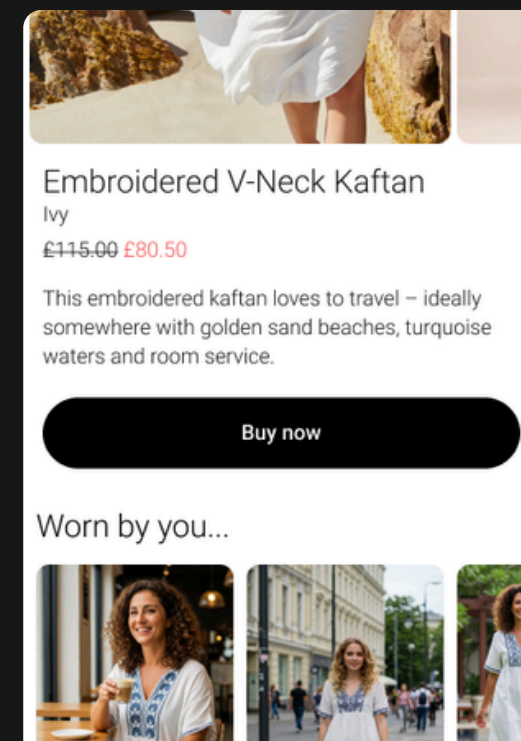 Embroidered V-Neck Kaftan
Ivy
£115.00 £80.50
This embroidered kaftan loves to travel – ideally
somewhere with golden sand beaches, turquoise
waters and room service.
Buy now
Worn by you...